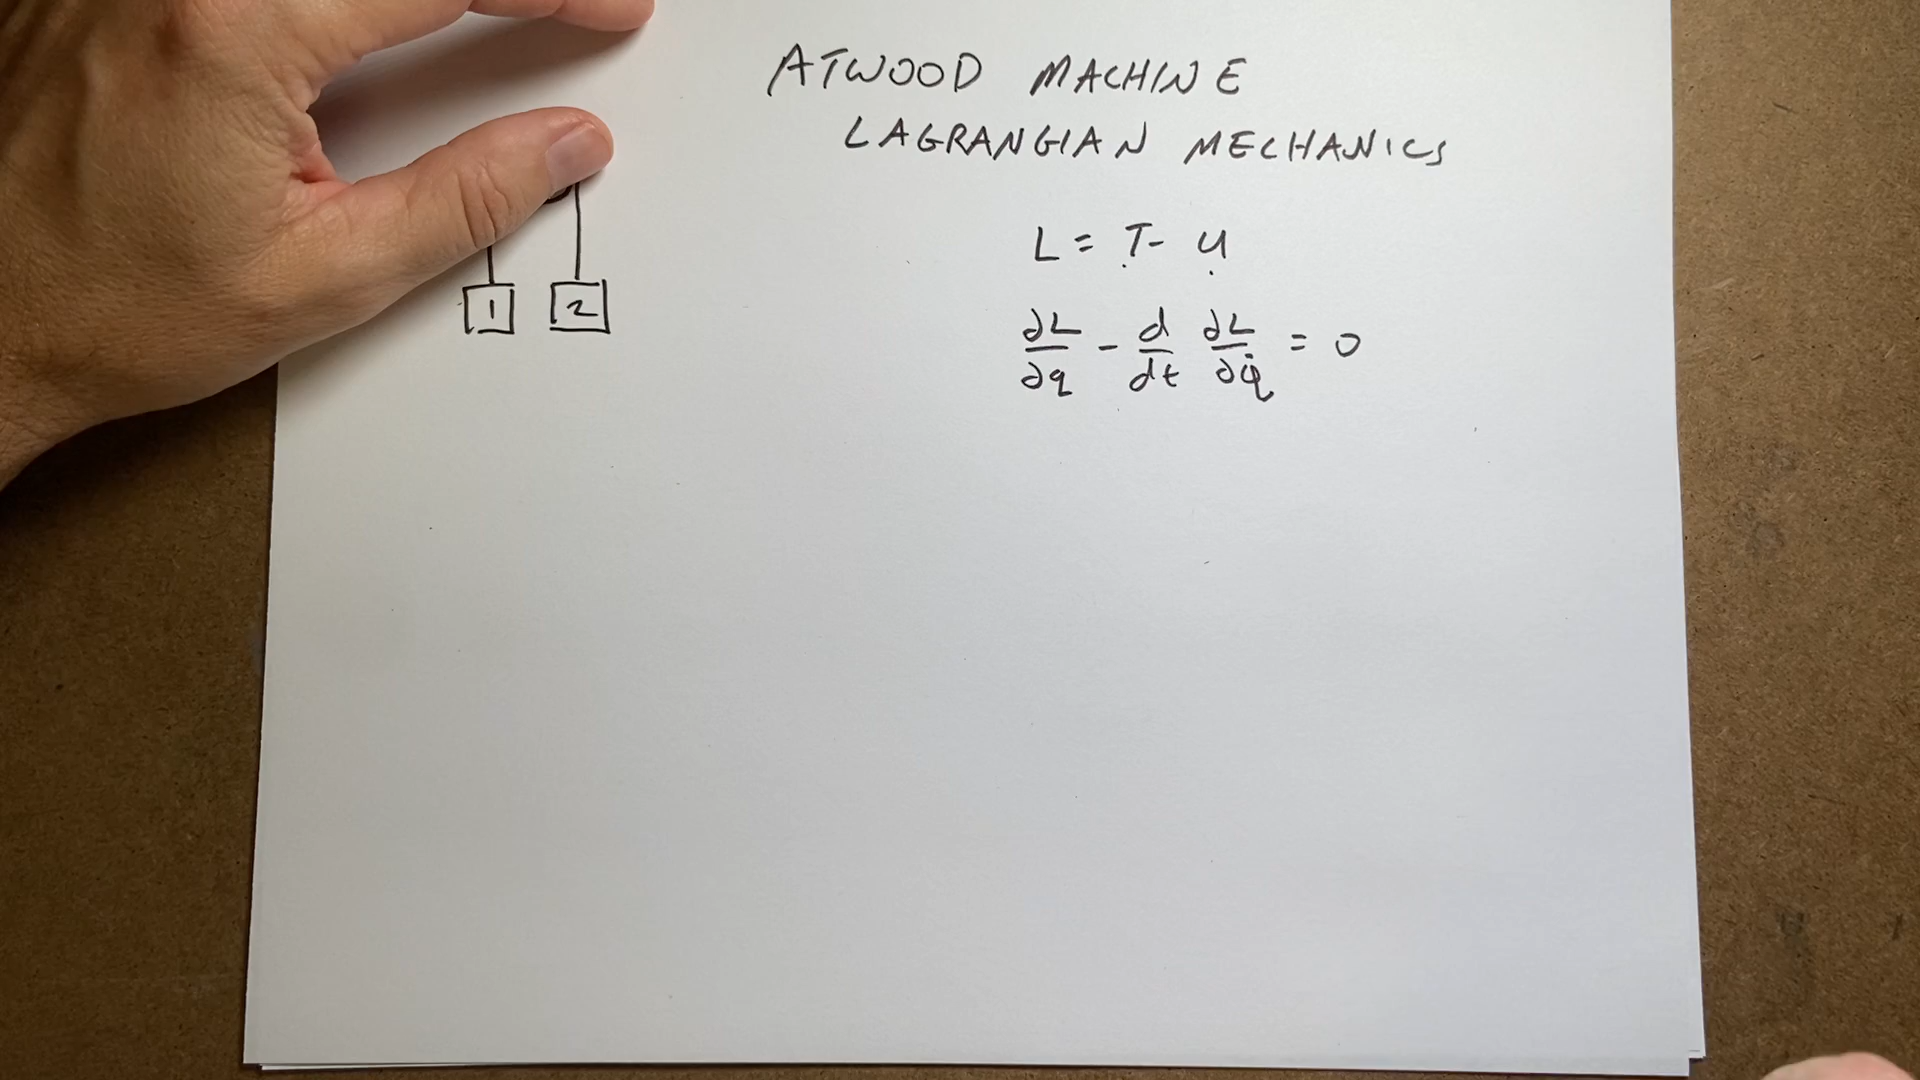 ATWOOD MACHINE
LAGRANGIAN MECHANICS
L = T - U
∂L/∂q - d/dt ∂L/∂q̇ = 0
1 2